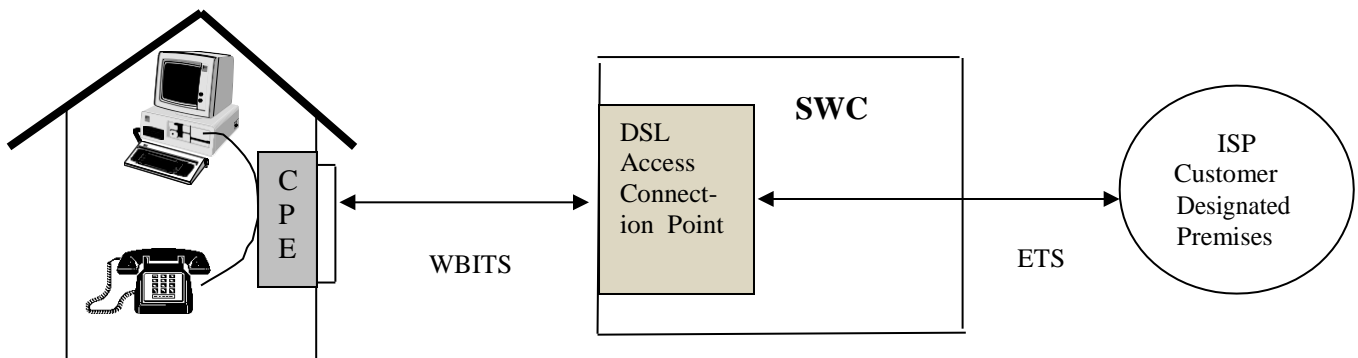 C
P
E
WBITS
DSL
Access
Connect-
ion Point
SWC
ETS
ISP
Customer
Designated
Premises